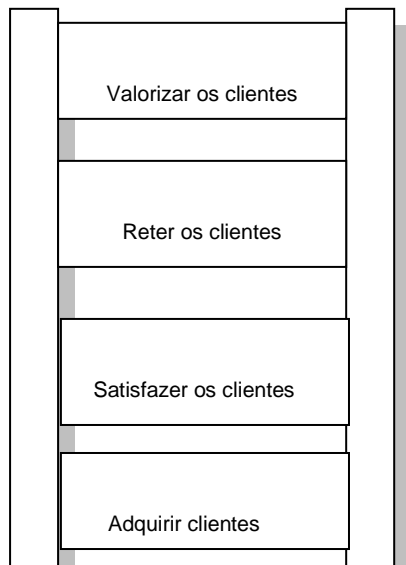 Valorizar os clientes
Reter os clientes
Satisfazer os clientes
Adquirir clientes